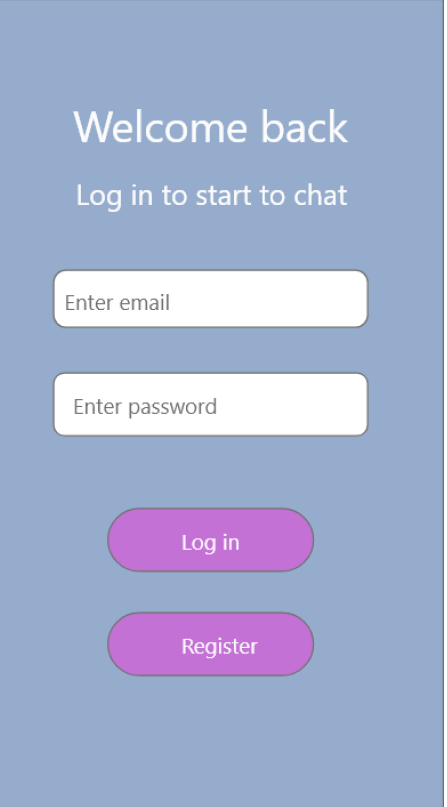 Welcome back
Log in to start to chat
Enter email
Enter password
Log in
Register